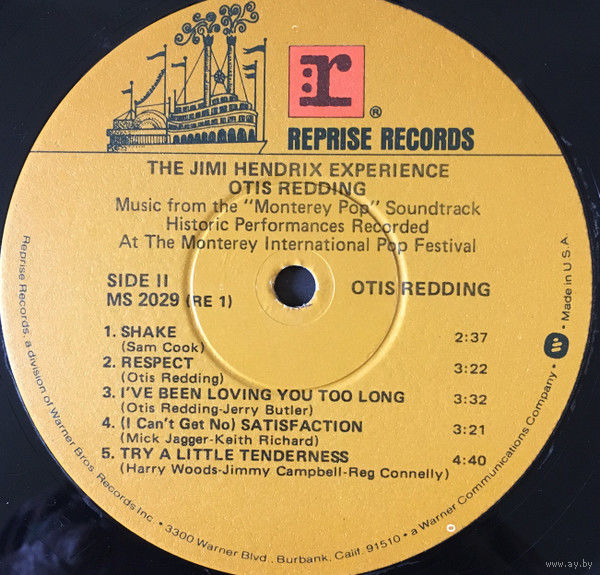 r
®
REPRISE RECORDS
THE JIMI HENDRIX EXPERIENCE
OTIS REDDING
Music from the "Monterey Pop" Soundtrack
Historic Performances Recorded
At The Monterey International Pop Festival
SIDE II
MS 2029 (RE 1)
OTIS REDDING
1. SHAKE 2:37
(Sam Cook)
2. RESPECT 3:22
(Otis Redding)
3. I'VE BEEN LOVING YOU TOO LONG 3:32
(Otis Redding-Jerry Butler)
4. (I Can't Get No) SATISFACTION 3:21
(Mick Jagger-Keith Richard)
5. TRY A LITTLE TENDERNESS 4:40
(Harry Woods-Jimmy Campbell-Reg Connelly)
Reprise Records, a division of Warner Bros. Records Inc. • 3300 Warner Blvd., Burbank, Calif. 91510 • a Warner Communications Company • W • Made in U.S.A.
www.ay.by